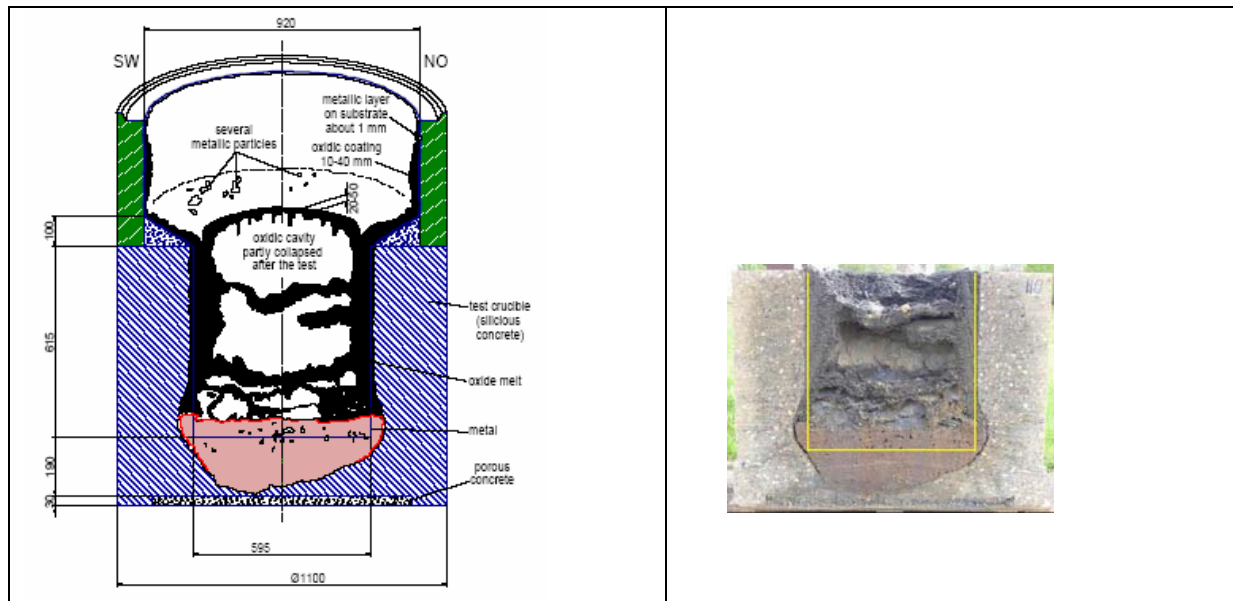 920
SW
NO
metallic layer
on substrate
about 1 mm
several
metallic particles
oxidic coating
10-40 mm
20-50
100
oxidic cavity
partly collapsed
after the test
test crucible
(silicious
concrete)
615
oxide melt
metal
190
porous
concrete
30
595
Ø1100